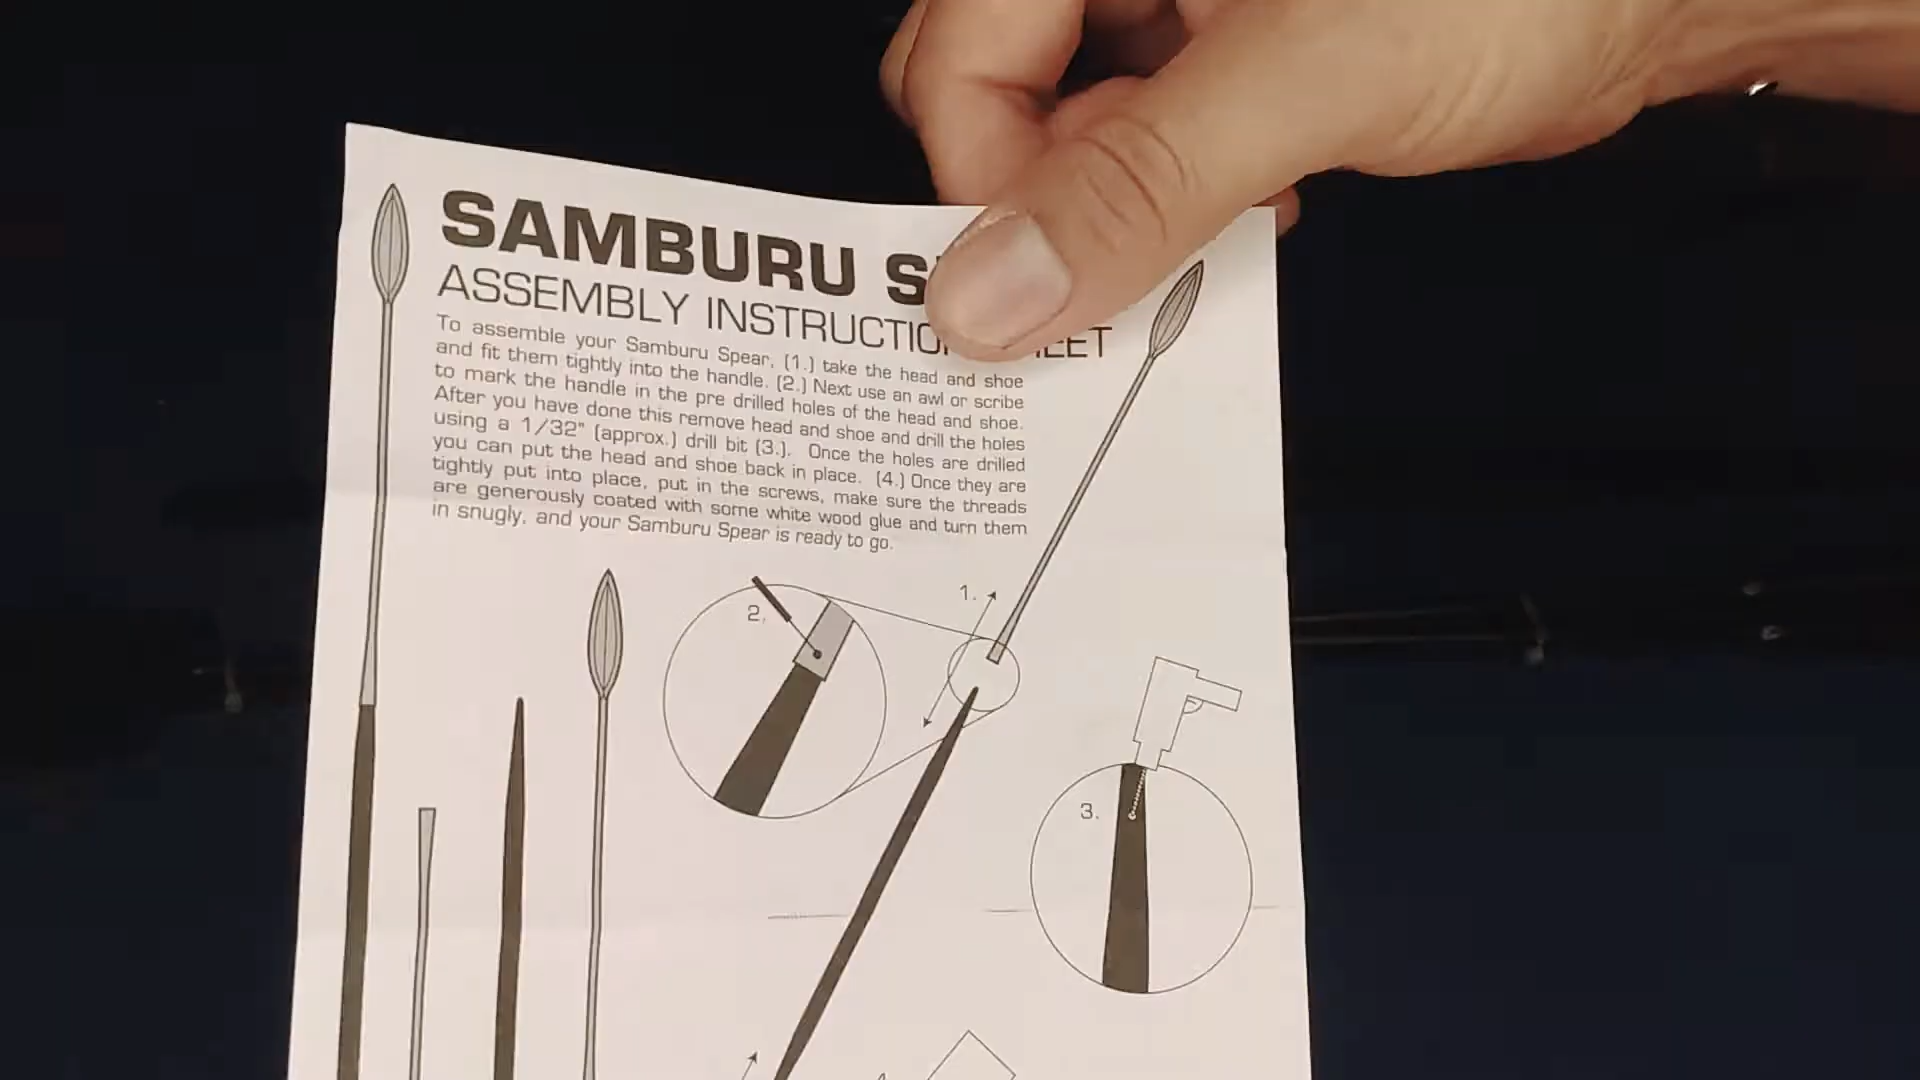 SAMBURU S
ASSEMBLY INSTRUCTIO EET
To assemble your Samburu Spear, (1.) take the head and shoe
and fit them tightly into the handle. (2.) Next use an awl or scribe
to mark the handle in the pre drilled holes of the head and shoe.
After you have done this remove head and shoe and drill the holes
using a 1/32" (approx.) drill bit (3.). Once the holes are drilled
you can put the head and shoe back in place. (4.) Once they are
tightly put into place, put in the screws, make sure the threads
are generously coated with some white wood glue and turn them
in snugly, and your Samburu Spear is ready to go.
1.
2.
3.